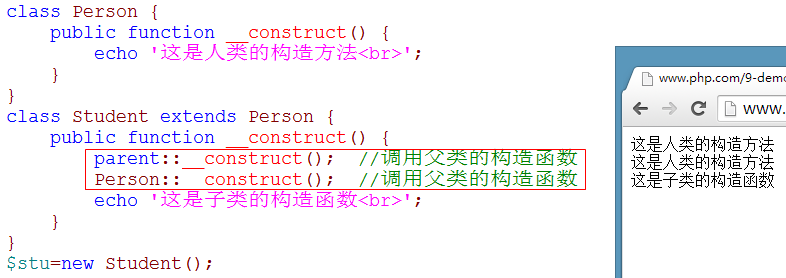 class Person {
    public function __construct() {
        echo '这是人类的构造方法<br>';
    }
}
class Student extends Person {
    public function __construct() {
        parent::__construct();  //调用父类的构造函数
        Person::__construct();  //调用父类的构造函数
        echo '这是子类的构造函数<br>';
    }
}
$stu=new Student();
www.php.com/9-demo
www.
这是人类的构造方法
这是人类的构造方法
这是子类的构造函数